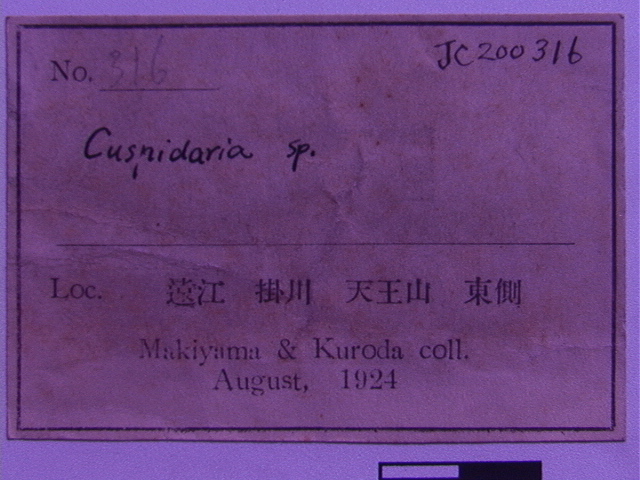 No. 316 JC200316
Cuspidaria sp.
Loc. 遠江 掛川 天王山 東側
Makiyama & Kuroda coll.
August, 1924